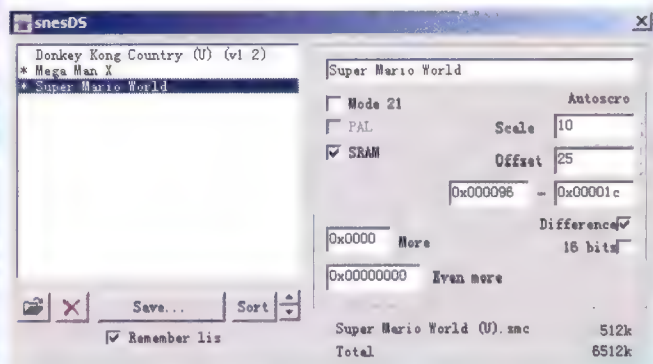 snesDS
Donkey Kong Country (U) (v1 2)
* Mega Man X
* Super Mario World
Save...
Sort
Remember lis
Super Mario World
Mode 21
PAL
SRAM
Autoscro
Scale 10
Offset 25
0x000096 - 0x00001c
Difference
16 bits
0x0000 More
0x00000000 Even more
Super Mario World (U).smc 512k
Total 6512k